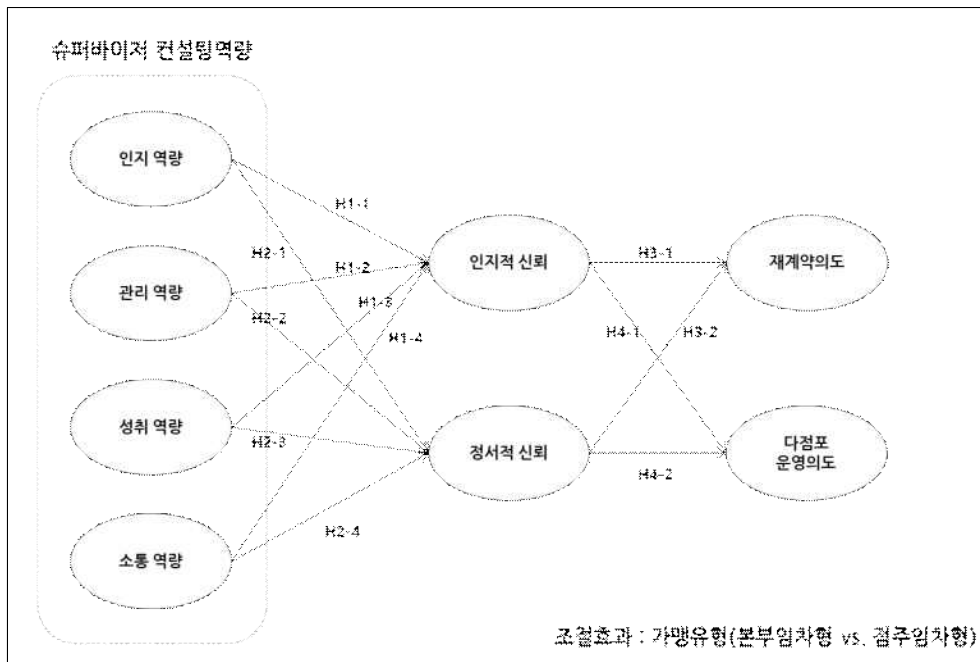 슈퍼바이저 컨설팅역량
인지 역량
관리 역량
성취 역량
소통 역량
H1-1
H2-1
H1-2
H1-3
H2-2
H1-4
H2-3
H2-4
인지적 신뢰
정서적 신뢰
H3-1
H4-1
H3-2
H4-2
재계약의도
다점포
운영의도
조절효과 : 가맹유형(본부임차형 vs. 점주임차형)